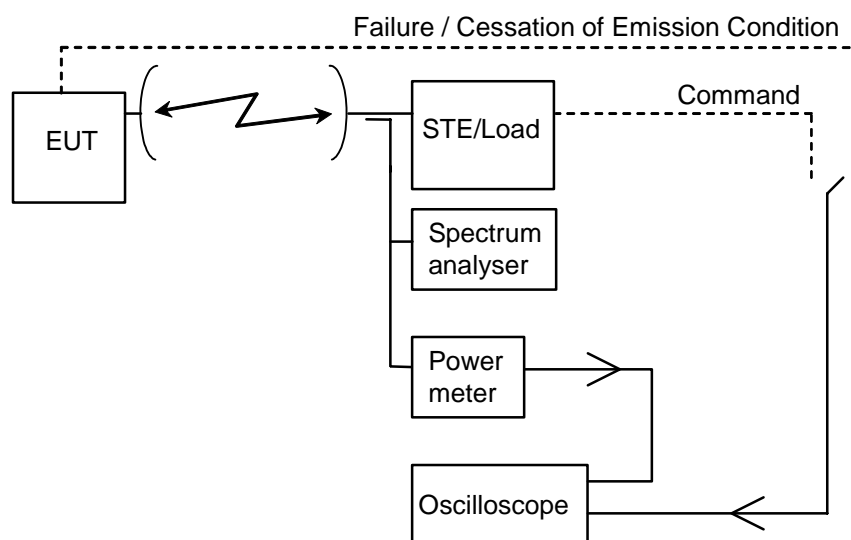 Failure / Cessation of Emission Condition
EUT
STE/Load
Command
Spectrum
analyser
Power
meter
Oscilloscope